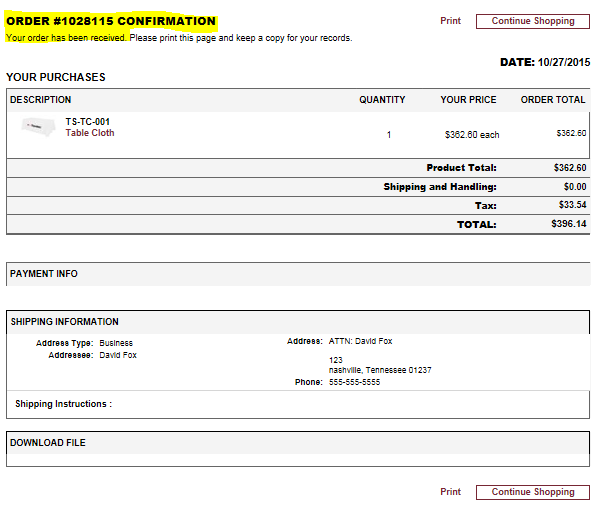 ORDER #1028115 CONFIRMATION
Print Continue Shopping
Your order has been received. Please print this page and keep a copy for your records.
DATE: 10/27/2015
YOUR PURCHASES
DESCRIPTION QUANTITY YOUR PRICE ORDER TOTAL
TS-TC-001
Table Cloth
1 $362.60 each $362.60
Product Total: $362.60
Shipping and Handling: $0.00
Tax: $33.54
TOTAL: $396.14
PAYMENT INFO
SHIPPING INFORMATION
Address Type: Business
Addressee: David Fox
Address: ATTN: David Fox
123
nashville, Tennessee 01237
Phone: 555-555-5555
Shipping Instructions :
DOWNLOAD FILE
Print Continue Shopping